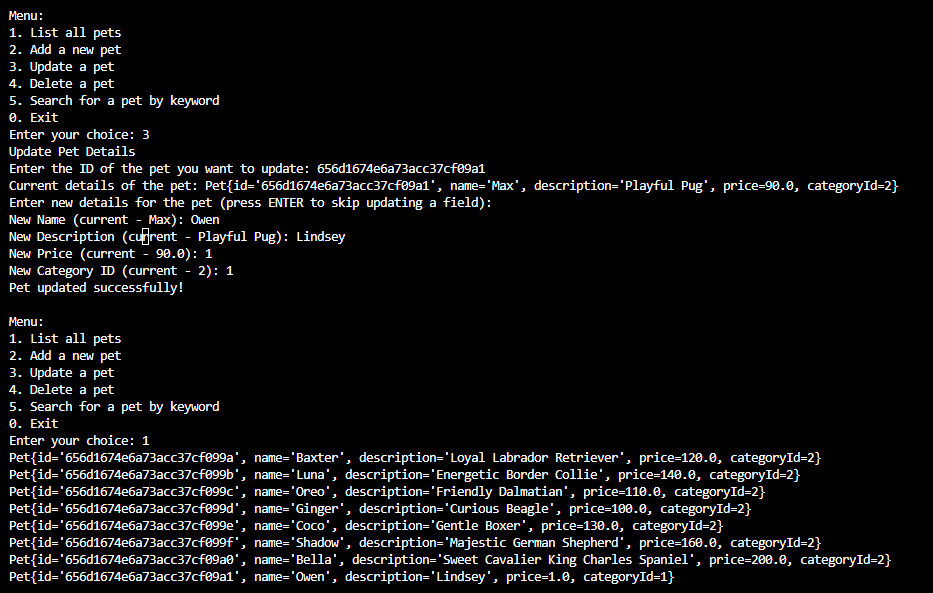 Menu:
1. List all pets
2. Add a new pet
3. Update a pet
4. Delete a pet
5. Search for a pet by keyword
0. Exit
Enter your choice: 3
Update Pet Details
Enter the ID of the pet you want to update: 656d1674e6a73acc37cf09a1
Current details of the pet: Pet{id='656d1674e6a73acc37cf09a1', name='Max', description='Playful Pug', price=90.0, categoryId=2}
Enter new details for the pet (press ENTER to skip updating a field):
New Name (current - Max): Owen
New Description (current - Playful Pug): Lindsey
New Price (current - 90.0): 1
New Category ID (current - 2): 1
Pet updated successfully!
Menu:
1. List all pets
2. Add a new pet
3. Update a pet
4. Delete a pet
5. Search for a pet by keyword
0. Exit
Enter your choice: 1
Pet{id='656d1674e6a73acc37cf099a', name='Baxter', description='Loyal Labrador Retriever', price=120.0, categoryId=2}
Pet{id='656d1674e6a73acc37cf099b', name='Luna', description='Energetic Border Collie', price=140.0, categoryId=2}
Pet{id='656d1674e6a73acc37cf099c', name='Oreo', description='Friendly Dalmatian', price=110.0, categoryId=2}
Pet{id='656d1674e6a73acc37cf099d', name='Ginger', description='Curious Beagle', price=100.0, categoryId=2}
Pet{id='656d1674e6a73acc37cf099e', name='Coco', description='Gentle Boxer', price=130.0, categoryId=2}
Pet{id='656d1674e6a73acc37cf099f', name='Shadow', description='Majestic German Shepherd', price=160.0, categoryId=2}
Pet{id='656d1674e6a73acc37cf09a0', name='Bella', description='Sweet Cavalier King Charles Spaniel', price=200.0, categoryId=2}
Pet{id='656d1674e6a73acc37cf09a1', name='Owen', description='Lindsey', price=1.0, categoryId=1}